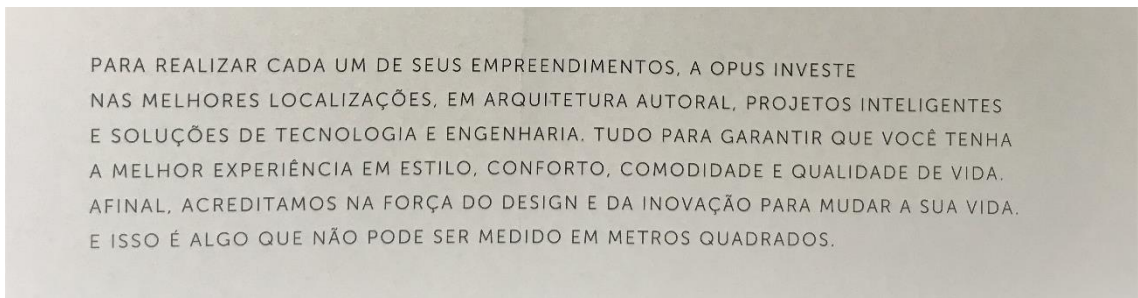 PARA REALIZAR CADA UM DE SEUS EMPREENDIMENTOS, A OPUS INVESTE
NAS MELHORES LOCALIZAÇÕES, EM ARQUITETURA AUTORAL, PROJETOS INTELIGENTES
E SOLUÇÕES DE TECNOLOGIA E ENGENHARIA. TUDO PARA GARANTIR QUE VOCÊ TENHA
A MELHOR EXPERIÊNCIA EM ESTILO, CONFORTO, COMODIDADE E QUALIDADE DE VIDA.
AFINAL, ACREDITAMOS NA FORÇA DO DESIGN E DA INOVAÇÃO PARA MUDAR A SUA VIDA.
E ISSO É ALGO QUE NÃO PODE SER MEDIDO EM METROS QUADRADOS.